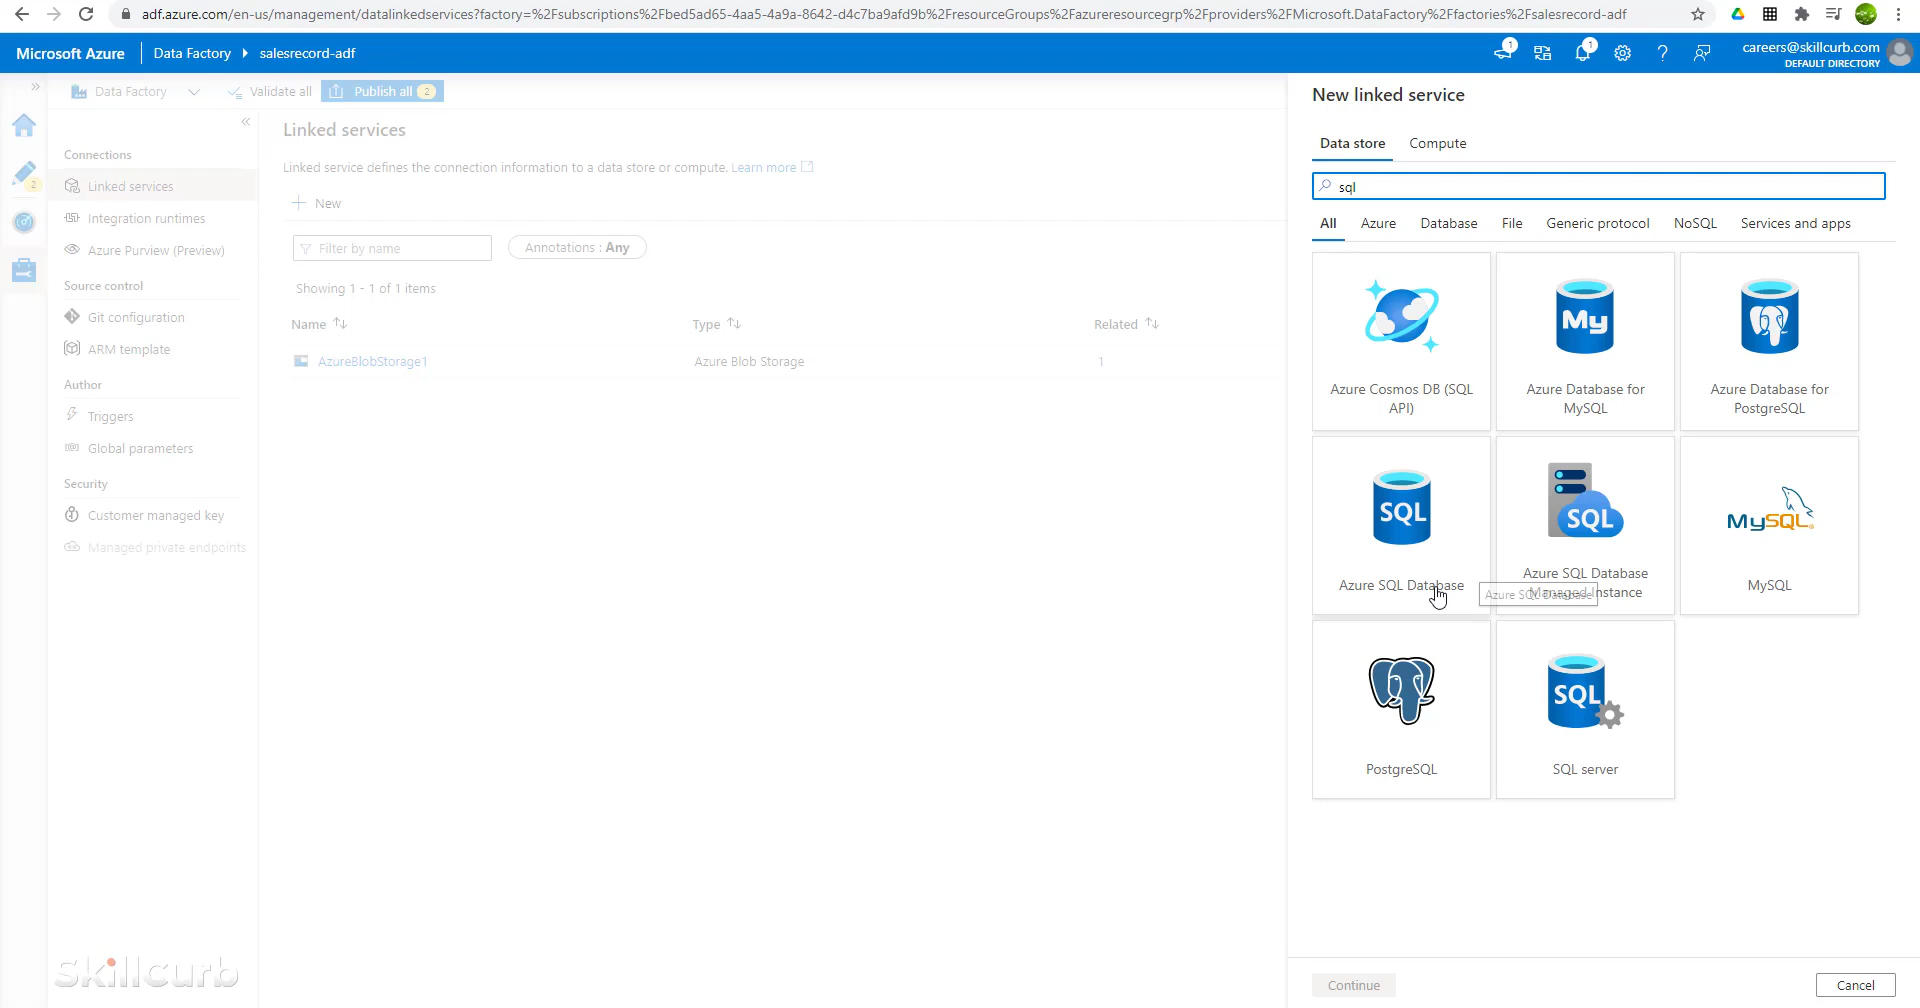 adf.azure.com/en-us/management/datalinkedservices?factory=%2Fsubscriptions%2Fbed5ad65-4aa5-4a9a-8642-d4c7ba9afd9b%2FresourceGroups%2Fazureresourcegrp%2Fproviders%2FMicrosoft.DataFactory%2Ffactories%2Fsalesrecord-adf
Microsoft Azure
Data Factory
salesrecord-adf
1
1
careers@skillcurb.com
DEFAULT DIRECTORY
Data Factory
Validate all
Publish all 2
2
Connections
Linked services
Integration runtimes
Azure Purview (Preview)
Source control
Git configuration
ARM template
Author
Triggers
Global parameters
Security
Customer managed key
Managed private endpoints
Skillcurb
Linked services
Linked service defines the connection information to a data store or compute. Learn more
New
Filter by name
Annotations : Any
Showing 1 - 1 of 1 items
Name
Type
Related
AzureBlobStorage1
Azure Blob Storage
1
New linked service
Data store
Compute
sql
All
Azure
Database
File
Generic protocol
NoSQL
Services and apps
Azure Cosmos DB (SQL
API)
My
Azure Database for
MySQL
Azure Database for
PostgreSQL
SQL
Azure SQL Database
SQL
Azure SQL Database
Managed Instance
Azure SQL Database
MySQL
MySQL
PostgreSQL
SQL
SQL server
Continue
Cancel